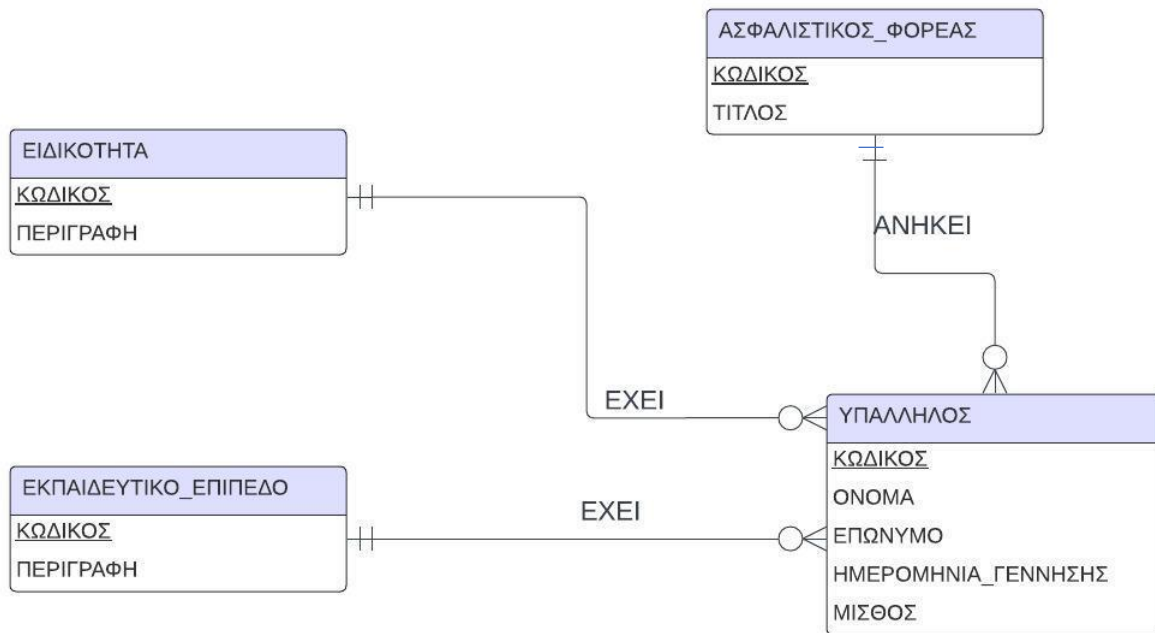 ΑΣΦΑΛΙΣΤΙΚΟΣ_ΦΟΡΕΑΣ
ΚΩΔΙΚΟΣ
ΤΙΤΛΟΣ
ΕΙΔΙΚΟΤΗΤΑ
ΚΩΔΙΚΟΣ
ΠΕΡΙΓΡΑΦΗ
ΑΝΗΚΕΙ
ΕΧΕΙ
ΥΠΑΛΛΗΛΟΣ
ΚΩΔΙΚΟΣ
ΟΝΟΜΑ
ΕΠΩΝΥΜΟ
ΗΜΕΡΟΜΗΝΙΑ_ΓΕΝΝΗΣΗΣ
ΜΙΣΘΟΣ
ΕΚΠΑΙΔΕΥΤΙΚΟ_ΕΠΙΠΕΔΟ
ΚΩΔΙΚΟΣ
ΠΕΡΙΓΡΑΦΗ
ΕΧΕΙ